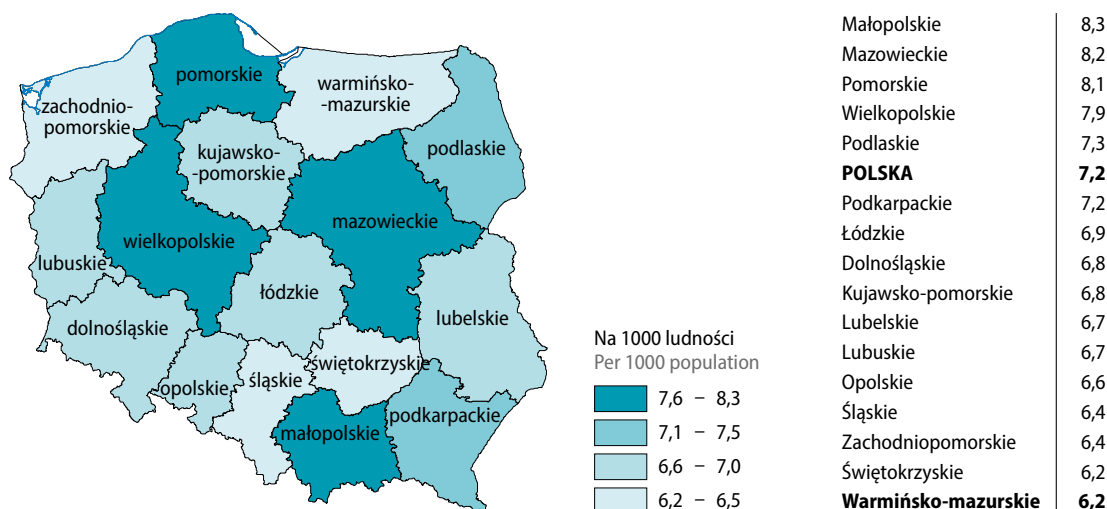 pomorskie
warmińsko-
-mazurskie
zachodnio-
pomorskie
kujawsko-
-pomorskie
podlaskie
mazowieckie
wielkopolskie
lubuskie
łódzkie
dolnośląskie
lubelskie
opolskie
śląskie
świętokrzyskie
małopolskie
podkarpackie
Na 1000 ludności
Per 1000 population
7,6 – 8,3
7,1 – 7,5
6,6 – 7,0
6,2 – 6,5
Małopolskie 8,3
Mazowieckie 8,2
Pomorskie 8,1
Wielkopolskie 7,9
Podlaskie 7,3
POLSKA 7,2
Podkarpackie 7,2
Łódzkie 6,9
Dolnośląskie 6,8
Kujawsko-pomorskie 6,8
Lubelskie 6,7
Lubuskie 6,7
Opolskie 6,6
Śląskie 6,4
Zachodniopomorskie 6,4
Świętokrzyskie 6,2
Warmińsko-mazurskie 6,2